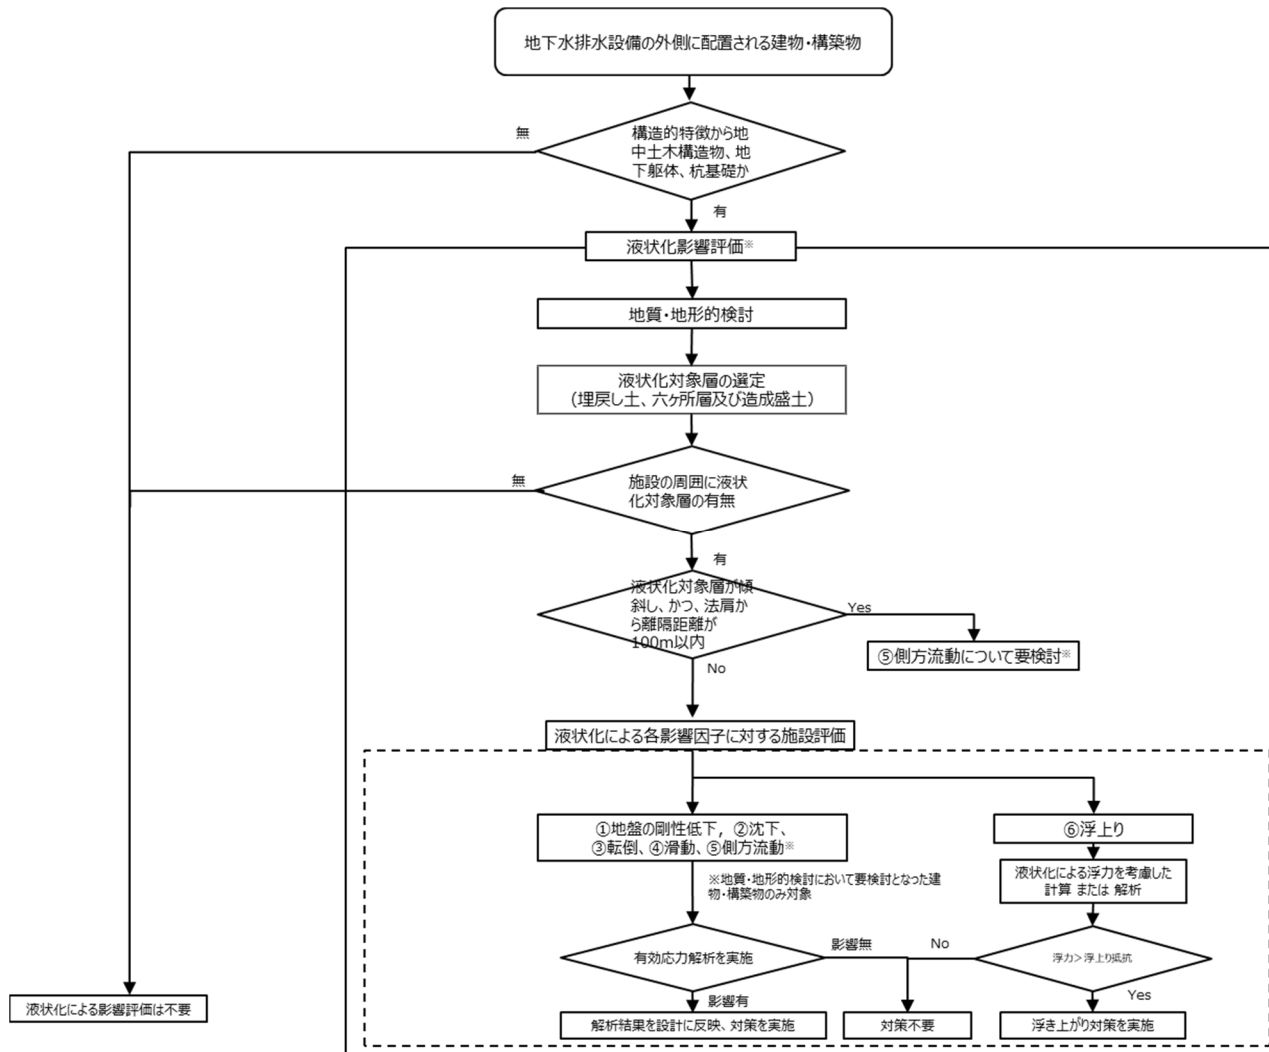 地下水排水設備の外側に配置される建物・構築物
無
構造的特徴から地
中土木構造物、地
下躯体、杭基礎か
有
液状化影響評価※
地質・地形的検討
液状化対象層の選定
（埋戻し土、六ヶ所層及び造成盛土）
無
施設の周囲に液状
化対象層の有無
有
液状化対象層が傾
斜し、かつ、法肩か
ら離隔距離が
100m以内
Yes
⑤側方流動について要検討※
No
液状化による各影響因子に対する施設評価
①地盤の剛性低下，②沈下、
③転倒、④滑動、⑤側方流動※
⑥浮上り
※地質・地形的検討において要検討となった建
物・構築物のみ対象
液状化による浮力を考慮した
計算 または 解析
有効応力解析を実施
影響無
No
浮力＞浮上り抵抗
影響有
Yes
液状化による影響評価は不要
解析結果を設計に反映、対策を実施
対策不要
浮き上がり対策を実施